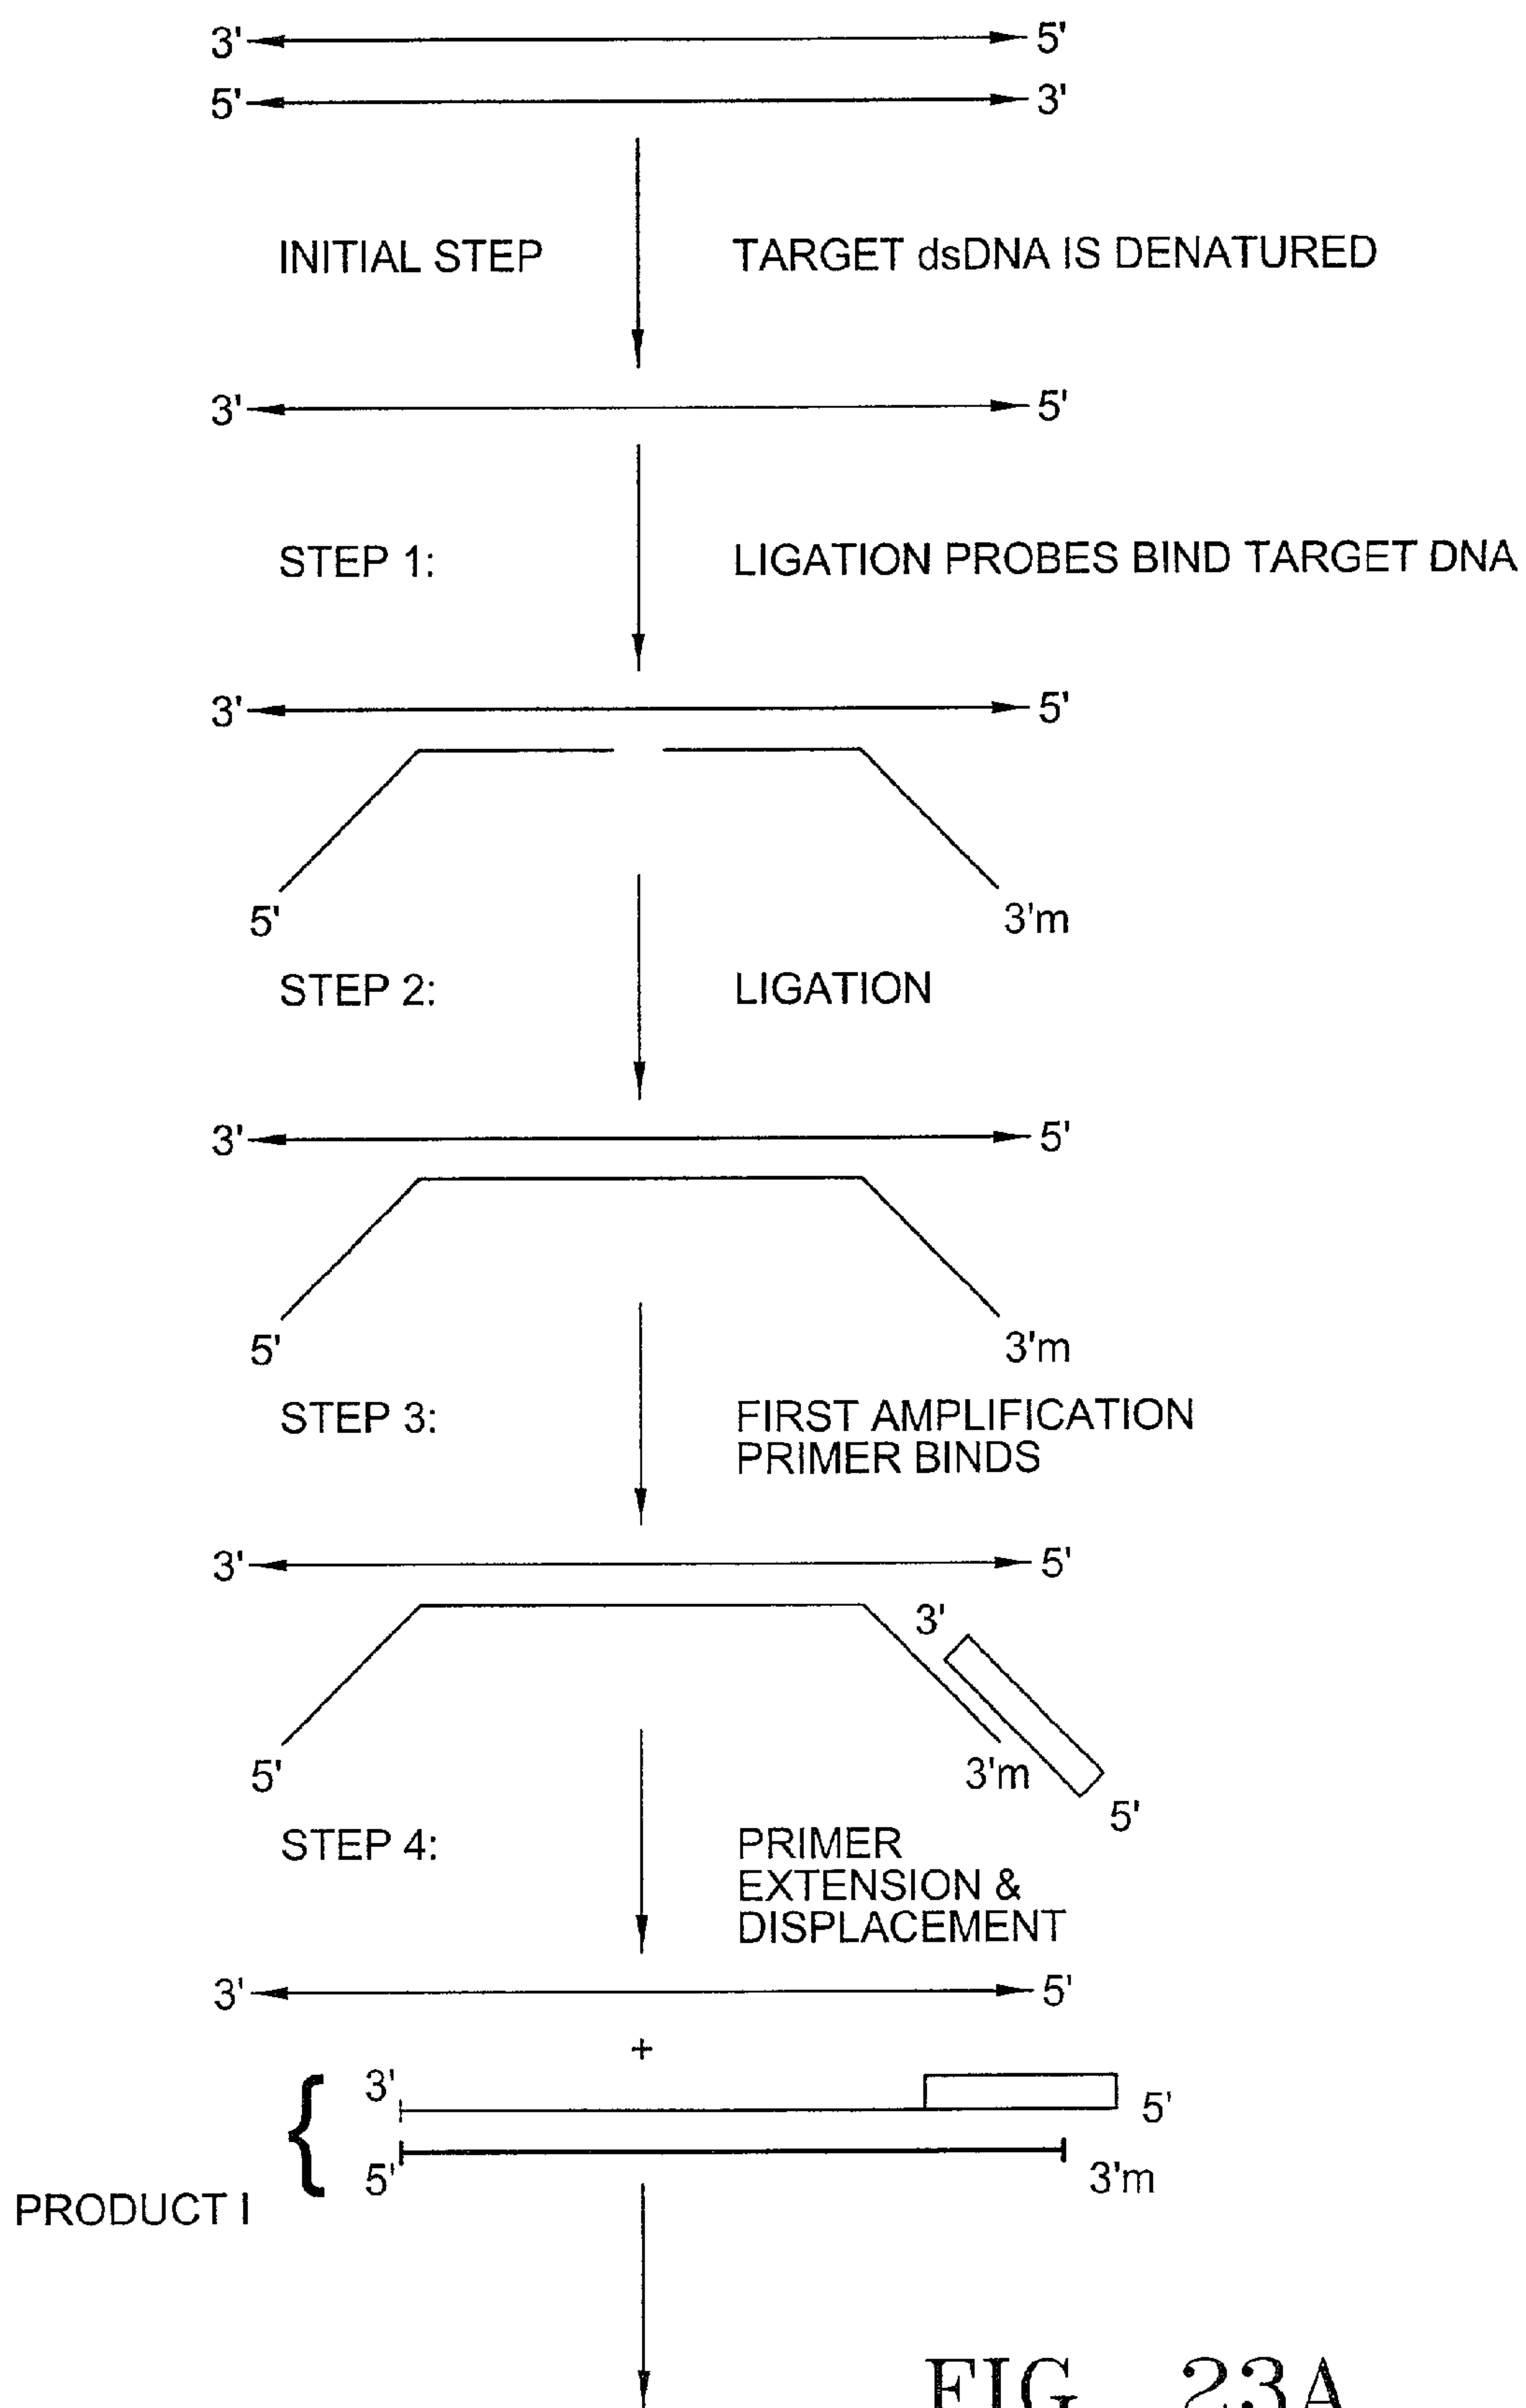 3' 5'
5' 3'
INITIAL STEP TARGET dsDNA IS DENATURED
3' 5'
STEP 1: LIGATION PROBES BIND TARGET DNA
3' 5'
5' 3'm
STEP 2: LIGATION
3' 5'
5' 3'm
STEP 3: FIRST AMPLIFICATION
PRIMER BINDS
3' 5'
3'
5' 3'm
5'
STEP 4: PRIMER
EXTENSION &
DISPLACEMENT
3' 5'
+
3' 5'
5' 3'm
PRODUCT I
FIG. 23A